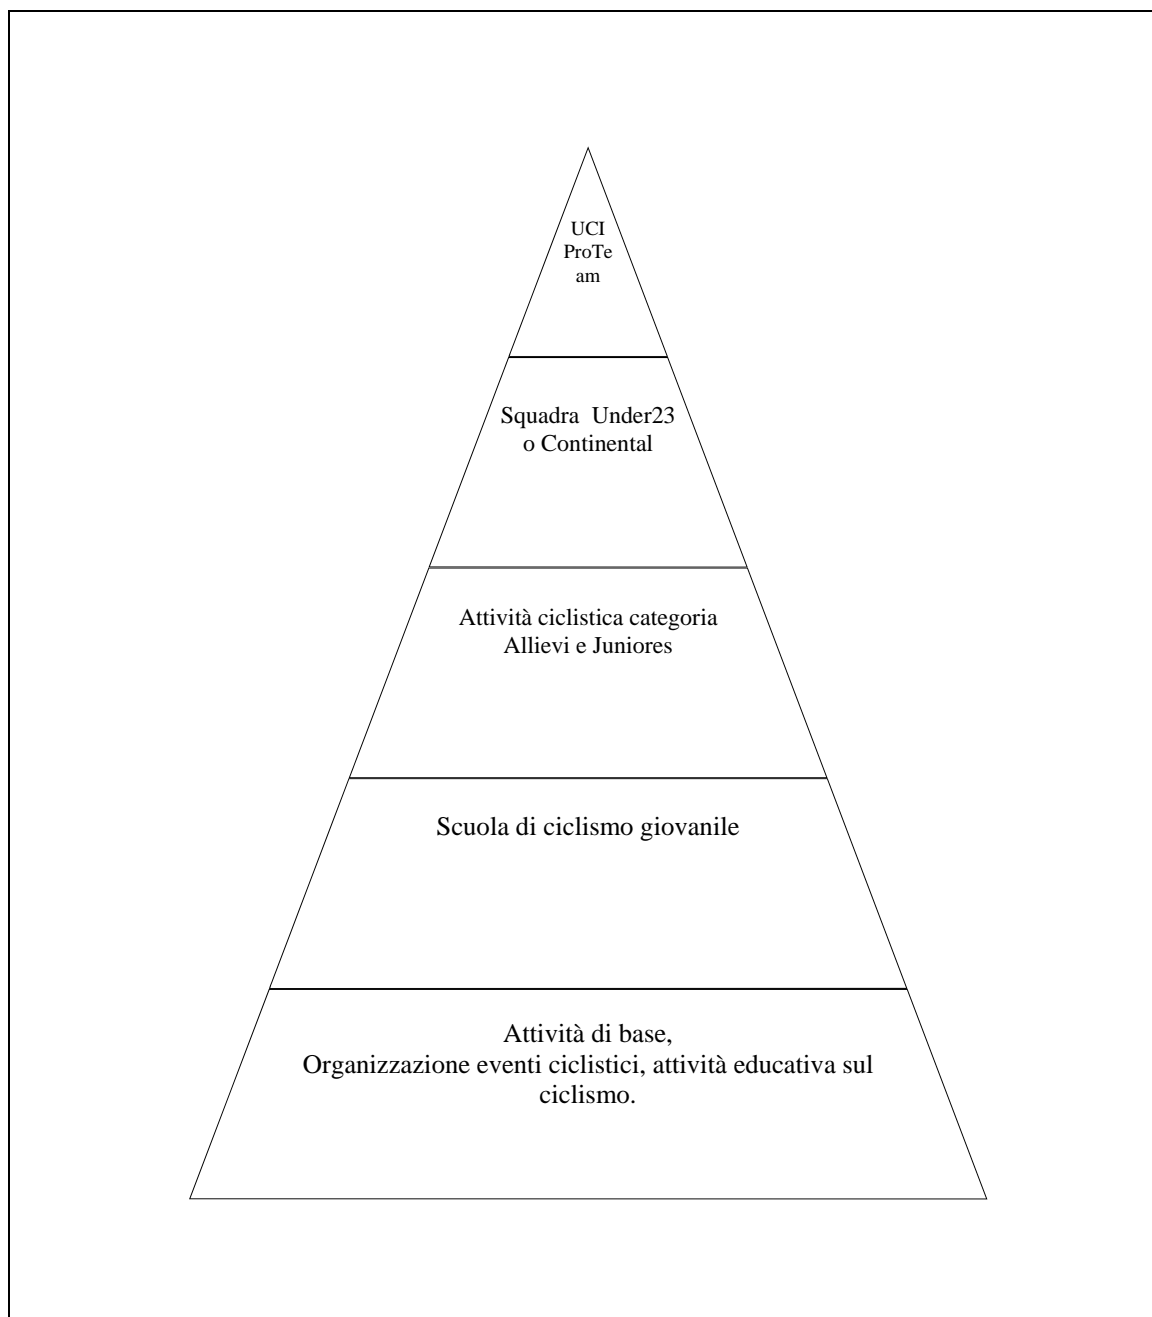 UCI
ProTe
am
Squadra  Under23
o Continental
Attività ciclistica categoria
Allievi e Juniores
Scuola di ciclismo giovanile
Attività di base,
Organizzazione eventi ciclistici, attività educativa sul
ciclismo.